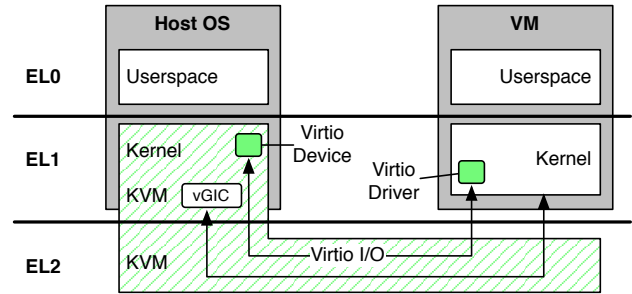 Host OS
VM
EL0
Userspace
Userspace
EL1
Kernel
Virtio
Device
Virtio
Driver
Kernel
KVM
vGIC
EL2
KVM
Virtio I/O